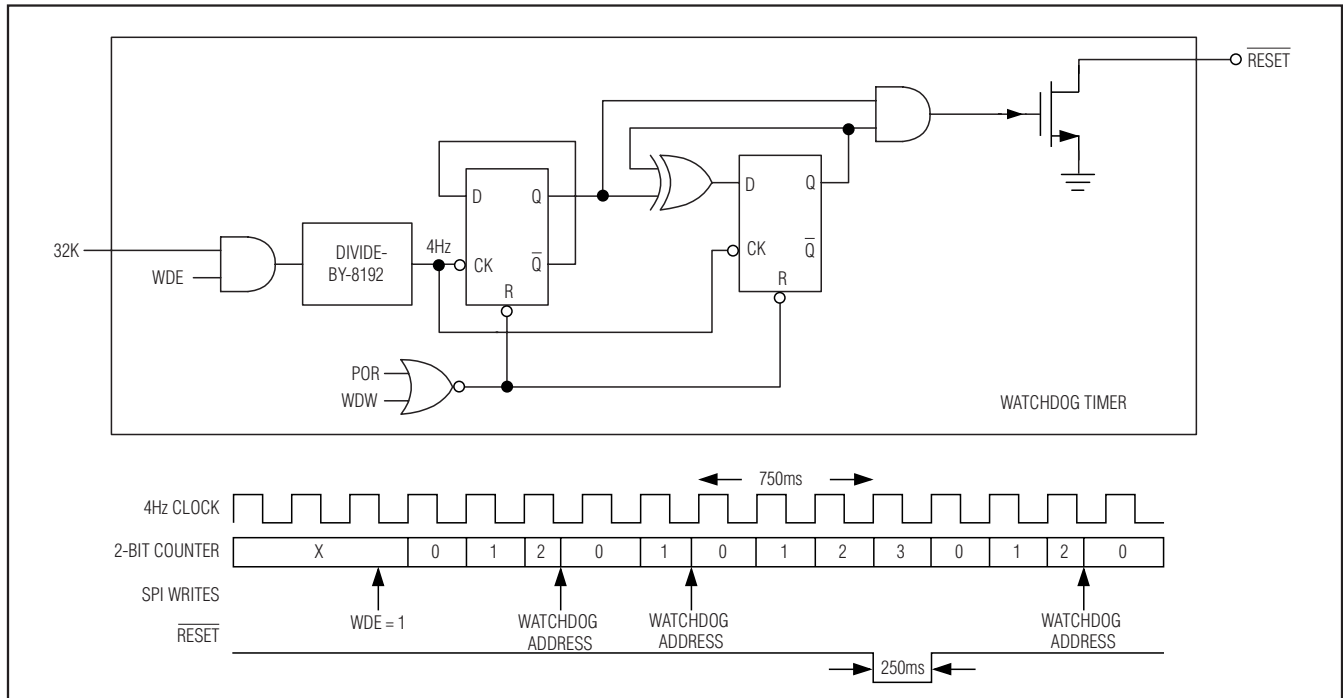 R̅E̅S̅E̅T̅
D
Q
D
Q
32K
WDE
DIVIDE-
BY-8192
4Hz
CK
Q̅
CK
Q̅
R
R
POR
WDW
WATCHDOG TIMER
750ms
4Hz CLOCK
2-BIT COUNTER
X 0 1 2 0 1 0 1 2 3 0 1 2 0
SPI WRITES
WDE = 1
WATCHDOG
ADDRESS
WATCHDOG
ADDRESS
WATCHDOG
ADDRESS
R̅E̅S̅E̅T̅
250ms